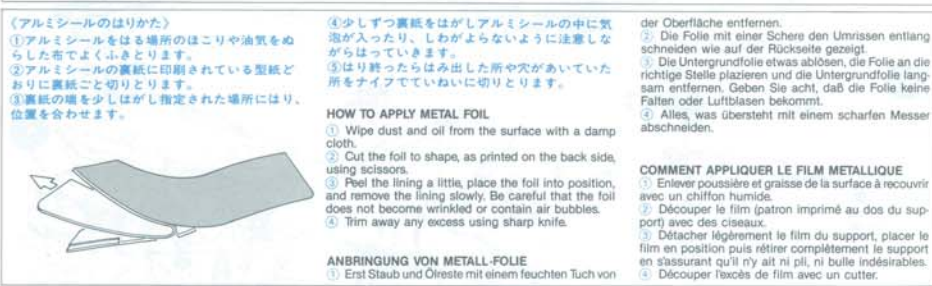 〈アルミシールのはりかた〉
①アルミシールをはる場所のほこりや油気をぬ
らした布でよくふきとります。
②アルミシールの裏紙に印刷されている型紙ど
おりに裏紙ごと切りとります。
③裏紙の端を少しはがし指定された場所にはり、
位置を合わせます。
④少しずつ裏紙をはがしアルミシールの中に気
泡が入ったり、しわがよらないように注意しな
がらはっていきます。
⑤はり終ったらはみ出した所や穴があいていた
所をナイフでていねいに切りとります。
HOW TO APPLY METAL FOIL
① Wipe dust and oil from the surface with a damp
cloth.
② Cut the foil to shape, as printed on the back side,
using scissors.
③ Peel the lining a little, place the foil into position,
and remove the lining slowly. Be careful that the foil
does not become wrinkled or contain air bubbles.
④ Trim away any excess using sharp knife.
ANBRINGUNG VON METALL-FOLIE
① Erst Staub und Ölreste mit einem feuchten Tuch von
der Oberfläche entfernen.
② Die Folie mit einer Schere den Umrissen entlang
schneiden wie auf der Rückseite gezeigt.
③ Die Untergrundfolie etwas ablösen, die Folie an die
richtige Stelle plazieren und die Untergrundfolie lang-
sam entfernen. Geben Sie acht, daß die Folie keine
Falten oder Luftblasen bekommt.
④ Alles, was übersteht mit einem scharfen Messer
abschneiden.
COMMENT APPLIQUER LE FILM METALLIQUE
① Enlever poussière et graisse de la surface à recouvrir
avec un chiffon humide.
② Découper le film (patron imprimé au dos du sup-
port) avec des ciseaux.
③ Détacher légèrement le film du support, placer le
film en position puis rétirer complètement le support
en s'assurant qu'il n'y ait ni pli, ni bulle indésirables.
④ Découper l'excès de film avec un cutter.